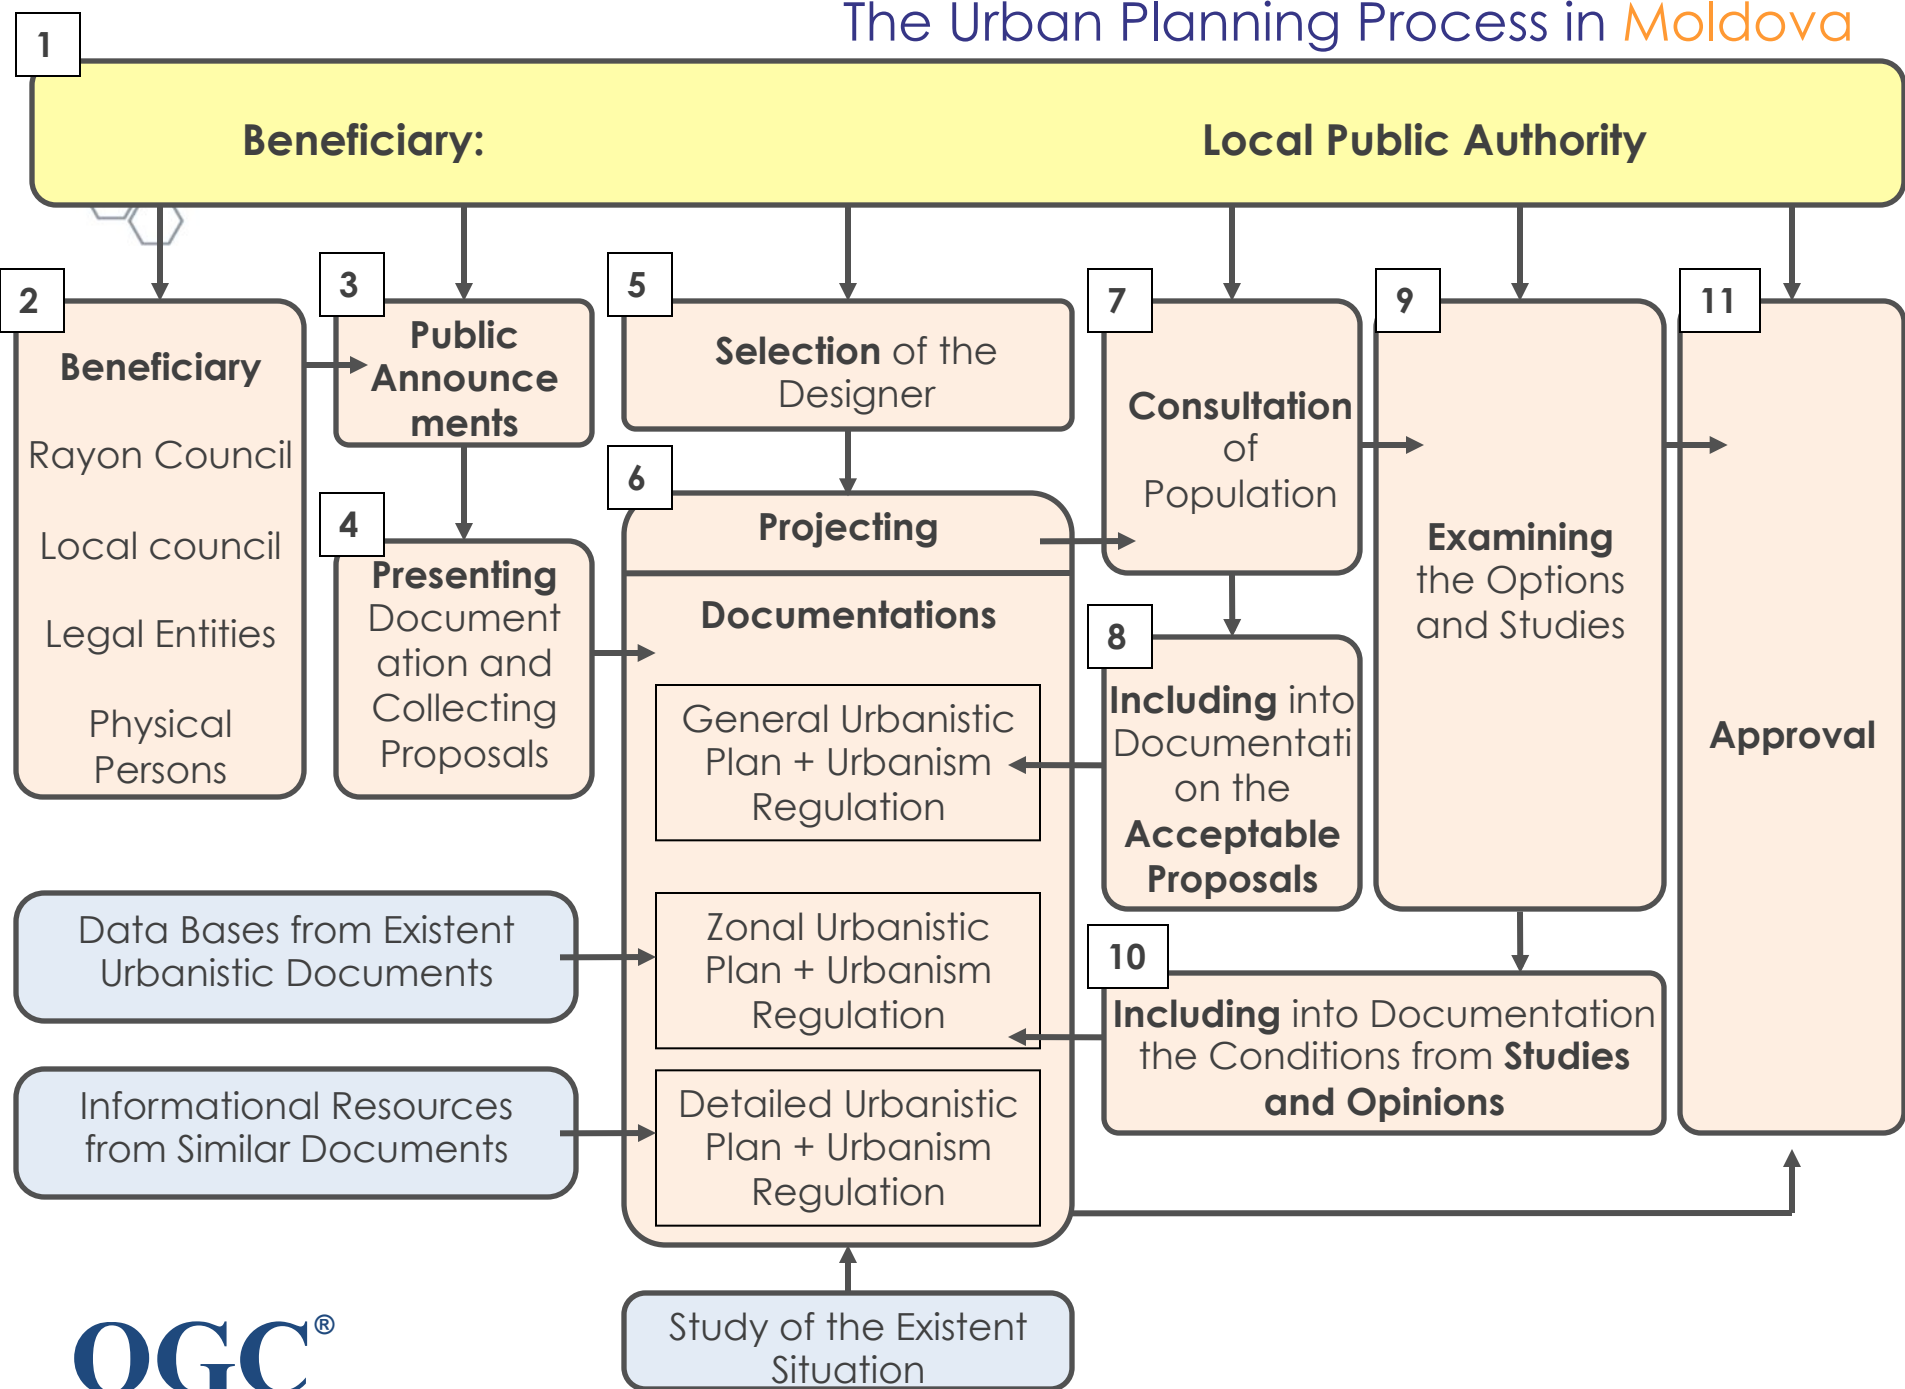 The Urban Planning Process in Moldova
1
Beneficiary: Local Public Authority
2
Beneficiary
Rayon Council
Local council
Legal Entities
Physical
Persons
3
Public
Announce
ments
4
Presenting
Document
ation and
Collecting
Proposals
5
Selection of the
Designer
6
Projecting
Documentations
General Urbanistic
Plan + Urbanism
Regulation
Zonal Urbanistic
Plan + Urbanism
Regulation
Detailed Urbanistic
Plan + Urbanism
Regulation
7
Consultation
of
Population
8
Including into
Documentati
on the
Acceptable
Proposals
9
Examining
the Options
and Studies
10
Including into Documentation
the Conditions from Studies
and Opinions
11
Approval
Data Bases from Existent
Urbanistic Documents
Informational Resources
from Similar Documents
Study of the Existent
Situation
OGC®